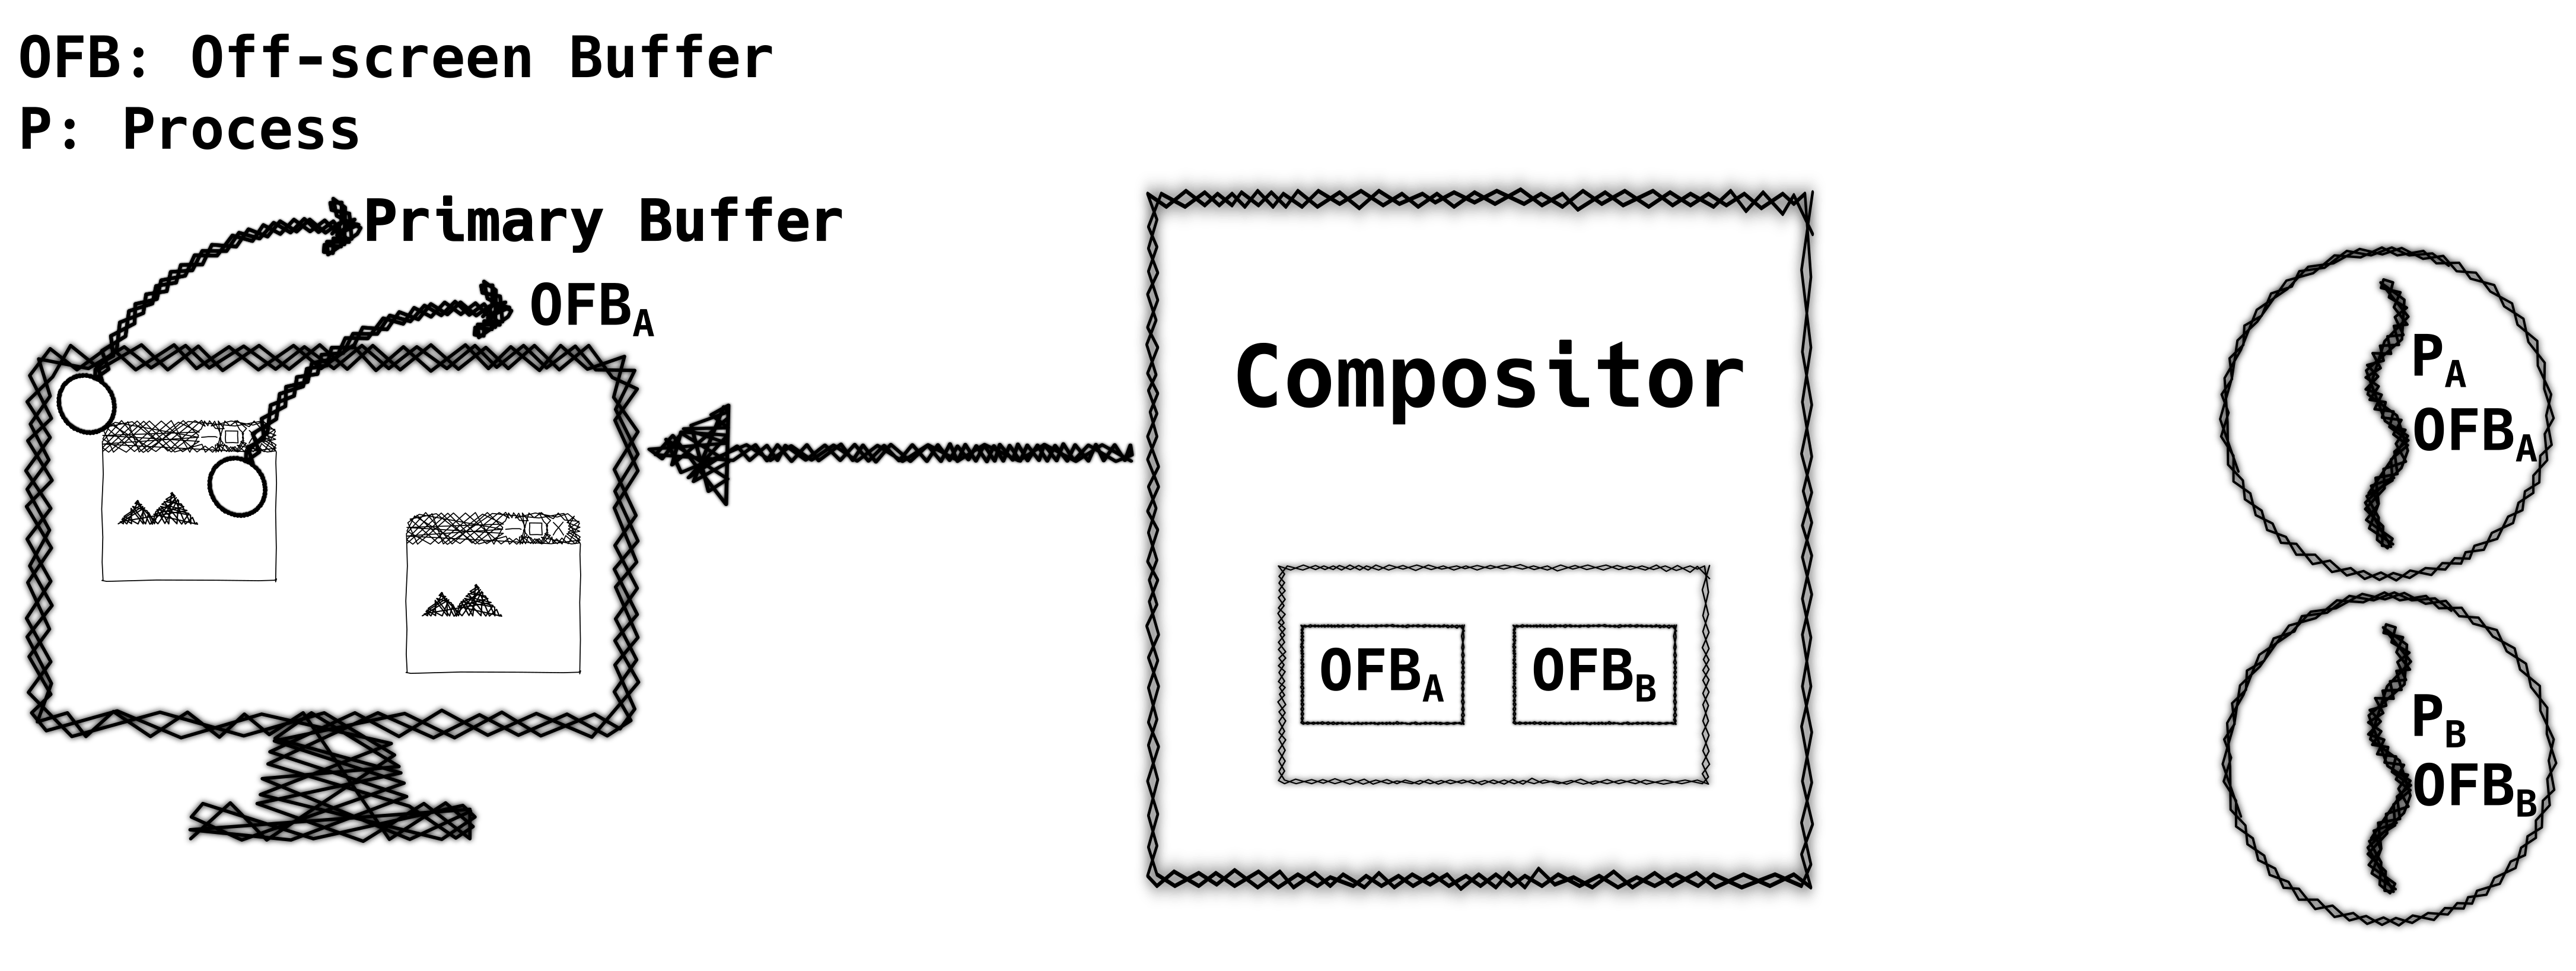 OFB: Off-screen Buffer
P: Process
Primary Buffer
OFB_A
Compositor
OFB_A
OFB_B
P_A
OFB_A
P_B
OFB_B